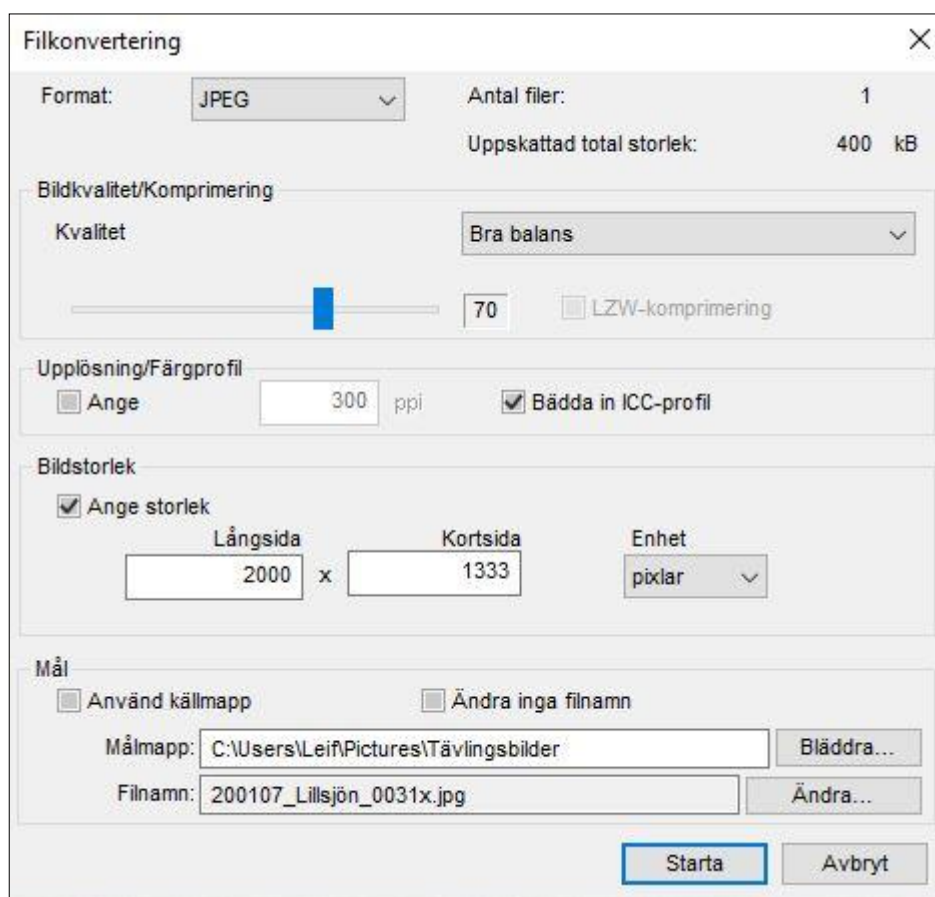 Filkonvertering
Format: JPEG Antal filer: 1
Uppskattad total storlek: 400 kB
Bildkvalitet/Komprimering
Kvalitet Bra balans
70 LZW-komprimering
Upplösning/Färgprofil
Ange 300 ppi Bädda in ICC-profil
Bildstorlek
Ange storlek
Långsida Kortsida Enhet
2000 x 1333 pixlar
Mål
Använd källmapp Ändra inga filnamn
Målmapp: C:\Users\Leif\Pictures\Tävlingsbilder Bläddra...
Filnamn: 200107_Lillsjön_0031x.jpg Ändra...
Starta Avbryt